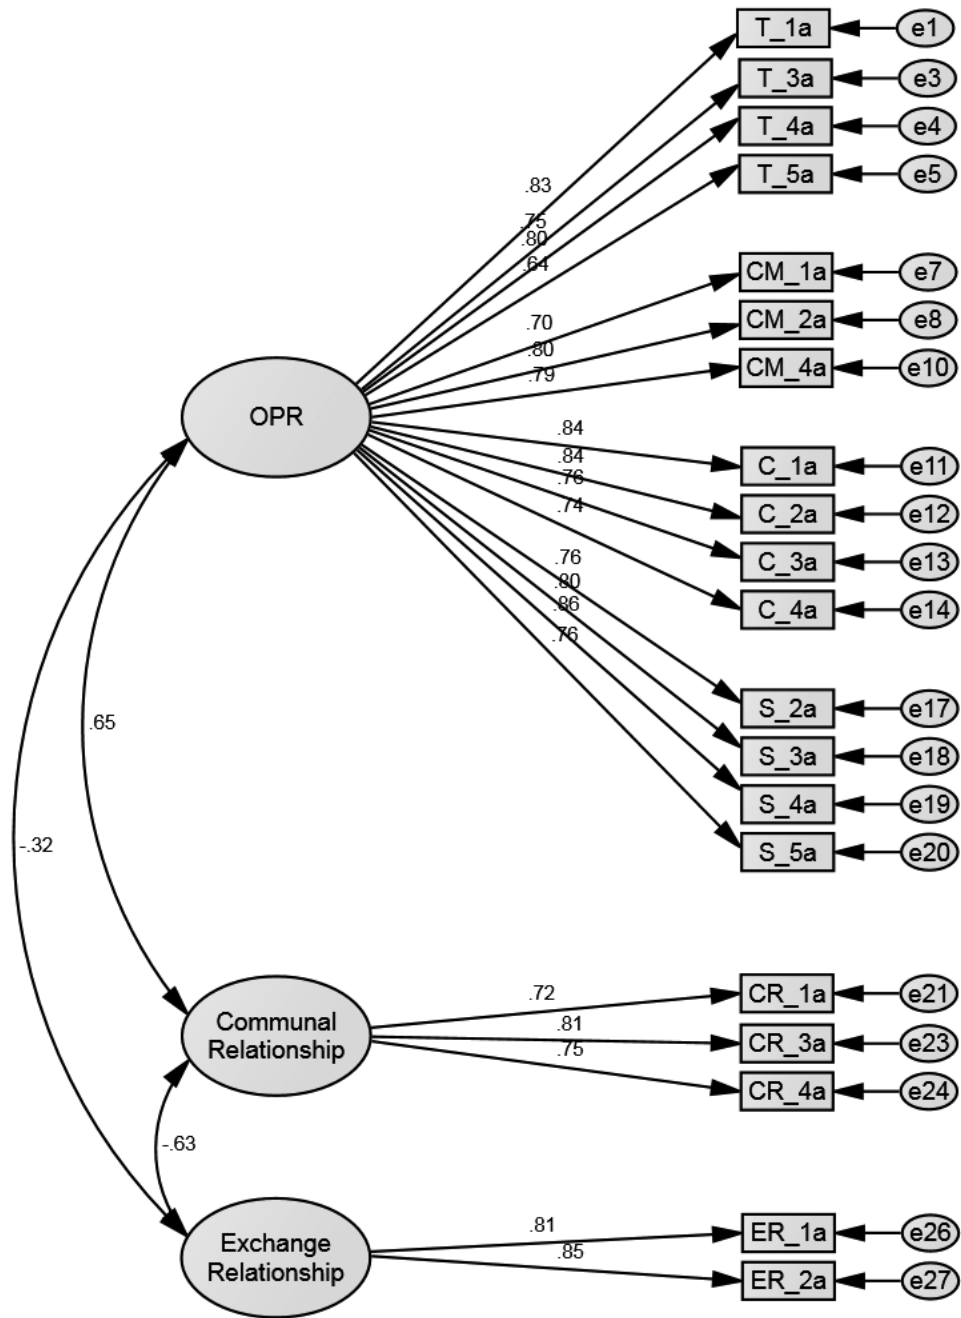 T_1a e1
T_3a e3
T_4a e4
T_5a e5
.83
.75
.80
.64
CM_1a e7
CM_2a e8
CM_4a e10
.70
.80
.79
OPR
.84
.84
.76
.74
C_1a e11
C_2a e12
C_3a e13
C_4a e14
.76
.80
.86
.76
S_2a e17
S_3a e18
S_4a e19
S_5a e20
.65
-.32
.72
.81
.75
CR_1a e21
CR_3a e23
CR_4a e24
Communal
Relationship
-.63
.81
.85
ER_1a e26
ER_2a e27
Exchange
Relationship